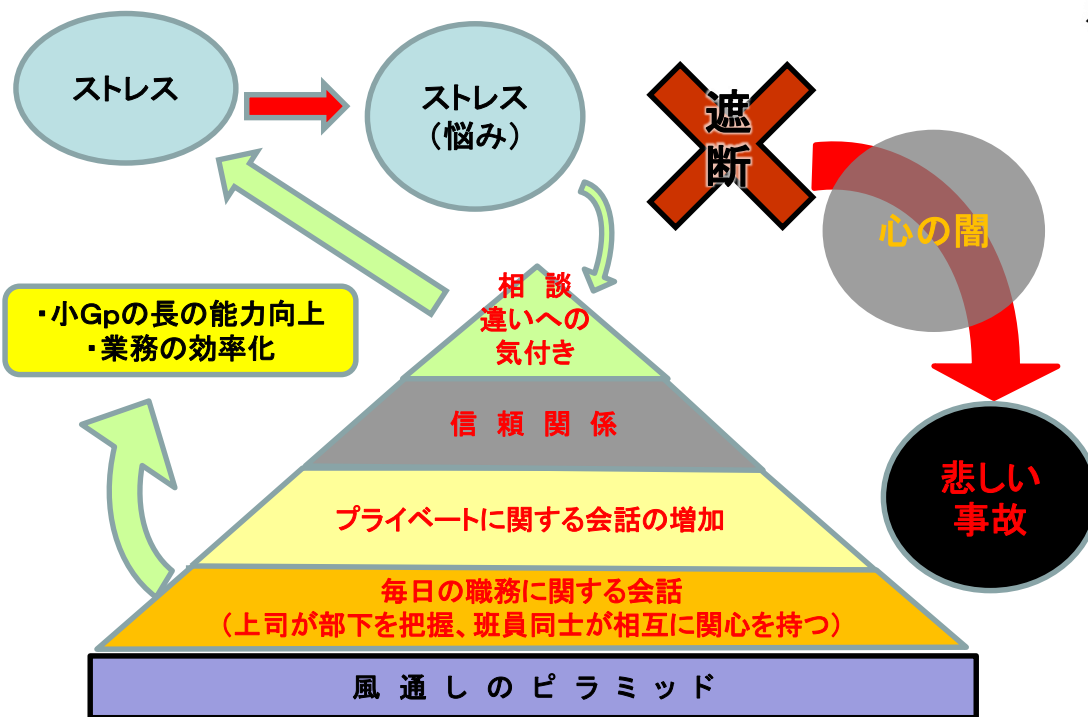 ストレス
ストレス
（悩み）
遮
断
心の闇
・小Gpの長の能力向上
・業務の効率化
相　談
違いへの
気付き
信　頼　関　係
悲しい
事故
プライベートに関する会話の増加
毎日の職務に関する会話
（上司が部下を把握、班員同士が相互に関心を持つ）
風　通　し　の　ピ　ラ　ミ　ッ　ド